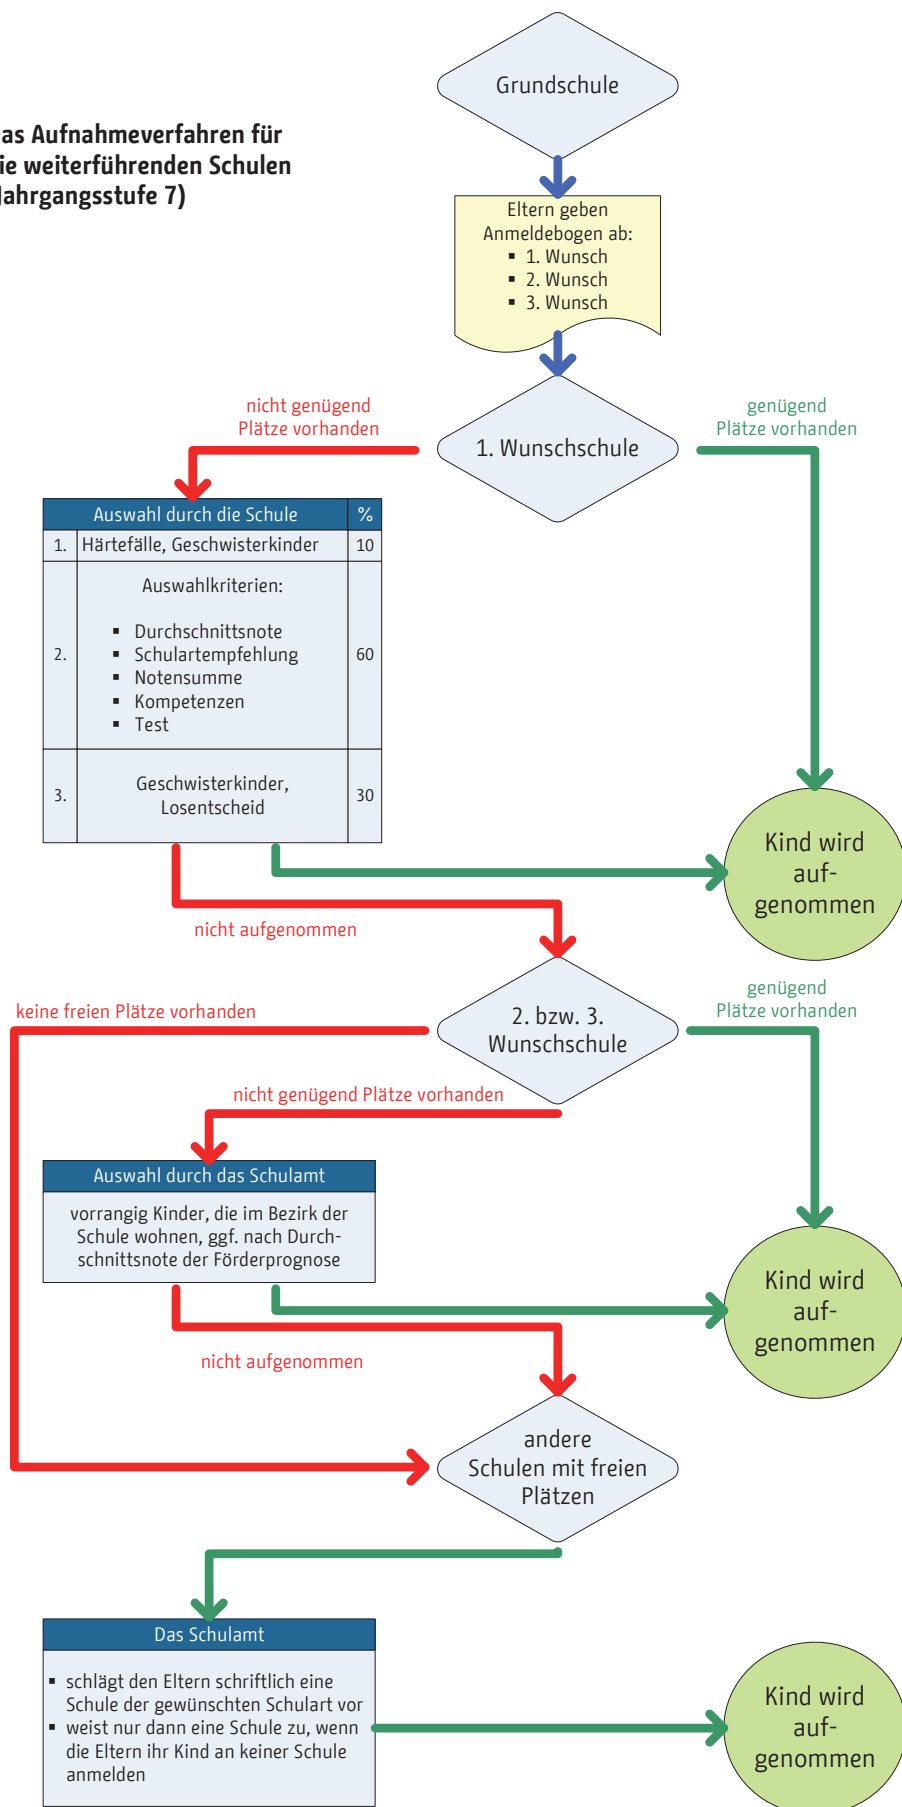 Grundschule
as Aufnahmeverfahren für
ie weiterführenden Schulen
Jahrgangsstufe 7)
Eltern geben
Anmeldebogen ab:
▪ 1. Wunsch
▪ 2. Wunsch
▪ 3. Wunsch
nicht genügend
Plätze vorhanden
1. Wunschschule
genügend
Plätze vorhanden
Auswahl durch die Schule %
1. Härtefälle, Geschwisterkinder 10
Auswahlkriterien:
▪ Durchschnittsnote
▪ Schulartempfehlung
2. 60
▪ Notensumme
▪ Kompetenzen
▪ Test
3. Geschwisterkinder, 30
Losentscheid
Kind wird
auf-
genommen
nicht aufgenommen
keine freien Plätze vorhanden
2. bzw. 3.
Wunschschule
genügend
Plätze vorhanden
nicht genügend Plätze vorhanden
Auswahl durch das Schulamt
vorrangig Kinder, die im Bezirk der
Schule wohnen, ggf. nach Durch-
schnittsnote der Förderprognose
Kind wird
auf-
genommen
nicht aufgenommen
andere
Schulen mit freien
Plätzen
Das Schulamt
▪ schlägt den Eltern schriftlich eine
Schule der gewünschten Schulart vor
▪ weist nur dann eine Schule zu, wenn
die Eltern ihr Kind an keiner Schule
anmelden
Kind wird
auf-
genommen